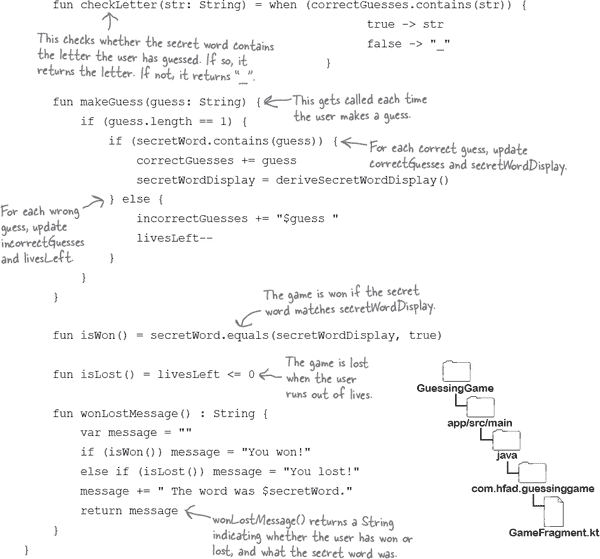 fun checkLetter(str: String) = when (correctGuesses.contains(str)) {
true -> str
false -> "_"
}
This checks whether the secret word contains
the letter the user has guessed. If so, it
returns the letter. If not, it returns "_".
fun makeGuess(guess: String) {
This gets called each time
the user makes a guess.
if (guess.length == 1) {
if (secretWord.contains(guess)) {
For each correct guess, update
correctGuesses and secretWordDisplay.
correctGuesses += guess
secretWordDisplay = deriveSecretWordDisplay()
} else {
For each wrong
guess, update
incorrectGuesses
and livesLeft.
incorrectGuesses += "$guess "
livesLeft--
}
}
}
The game is won if the secret
word matches secretWordDisplay.
fun isWon() = secretWord.equals(secretWordDisplay, true)
fun isLost() = livesLeft <= 0
The game is lost
when the user
runs out of lives.
fun wonLostMessage() : String {
var message = ""
if (isWon()) message = "You won!"
else if (isLost()) message = "You lost!"
message += " The word was $secretWord."
return message
wonLostMessage() returns a String
indicating whether the user has won or
lost, and what the secret word was.
}
}
GuessingGame
app/src/main
java
com.hfad.guessinggame
GameFragment.kt